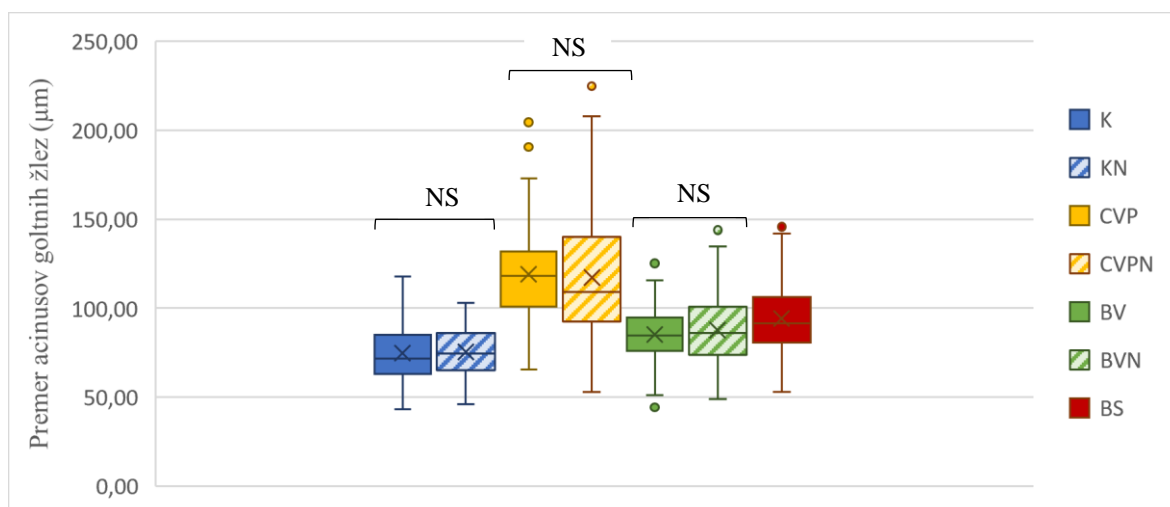 Premer acinusov goltnih žlez (µm)
250,00
200,00
150,00
100,00
50,00
0,00
NS
NS
NS
K
KN
CVP
CVPN
BV
BVN
BS